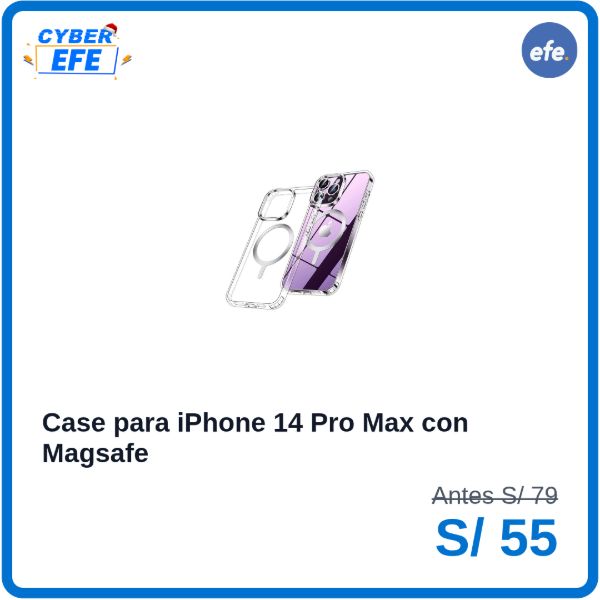 CYBER
EFE
efe.
Case para iPhone 14 Pro Max con
Magsafe
Antes S/ 79
S/ 55